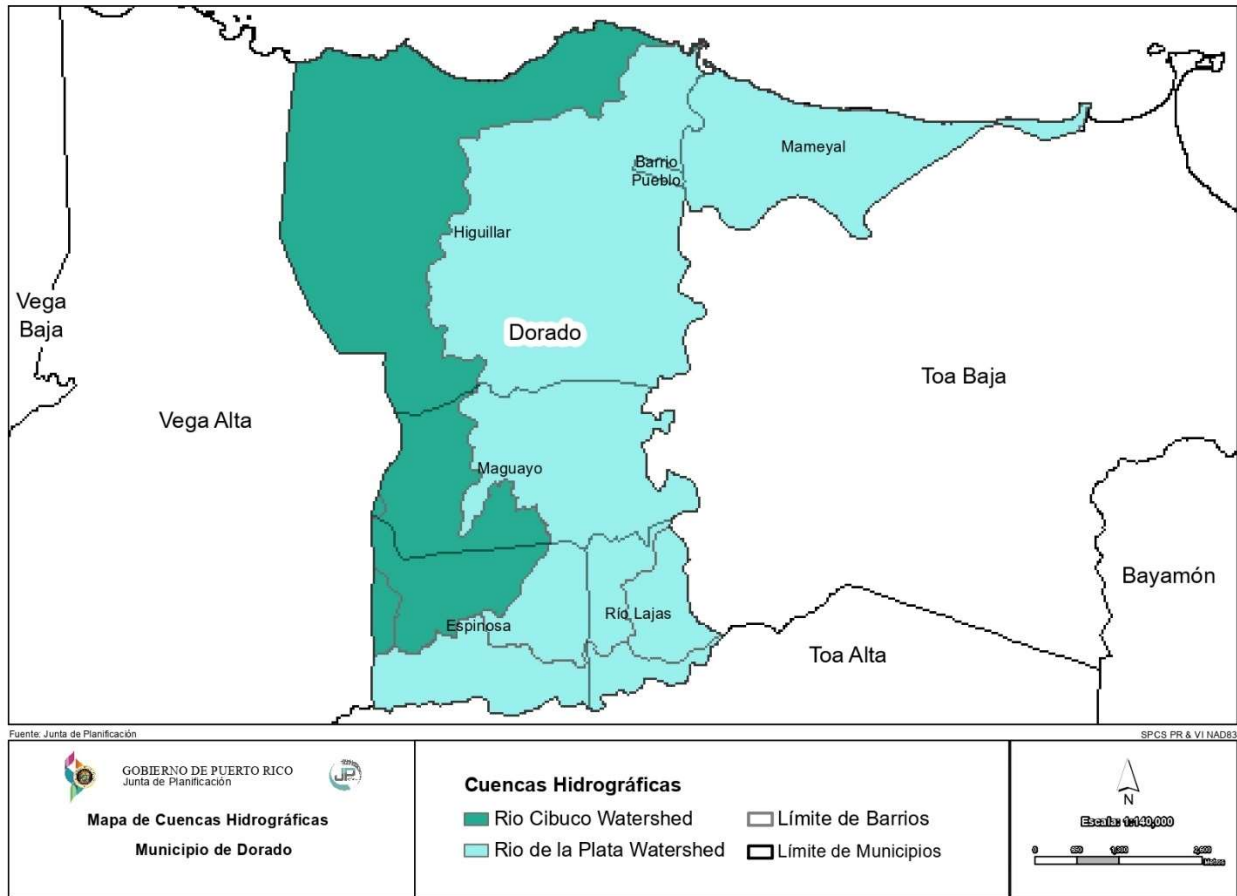 Mameyal
Barrio
Pueblo
Higuillar
Vega
Baja
Dorado
Toa Baja
Vega Alta
Maguayo
Bayamón
Río Lajas
Espinosa
Toa Alta
Fuente: Junta de Planificación
SPCS PR & VI NAD83
GOBIERNO DE PUERTO RICO
Junta de Planificación
JP
Mapa de Cuencas Hidrográficas
Municipio de Dorado
Cuencas Hidrográficas
Rio Cibuco Watershed
Límite de Barrios
Rio de la Plata Watershed
Límite de Municipios
N
Escala: 1:140,000
0